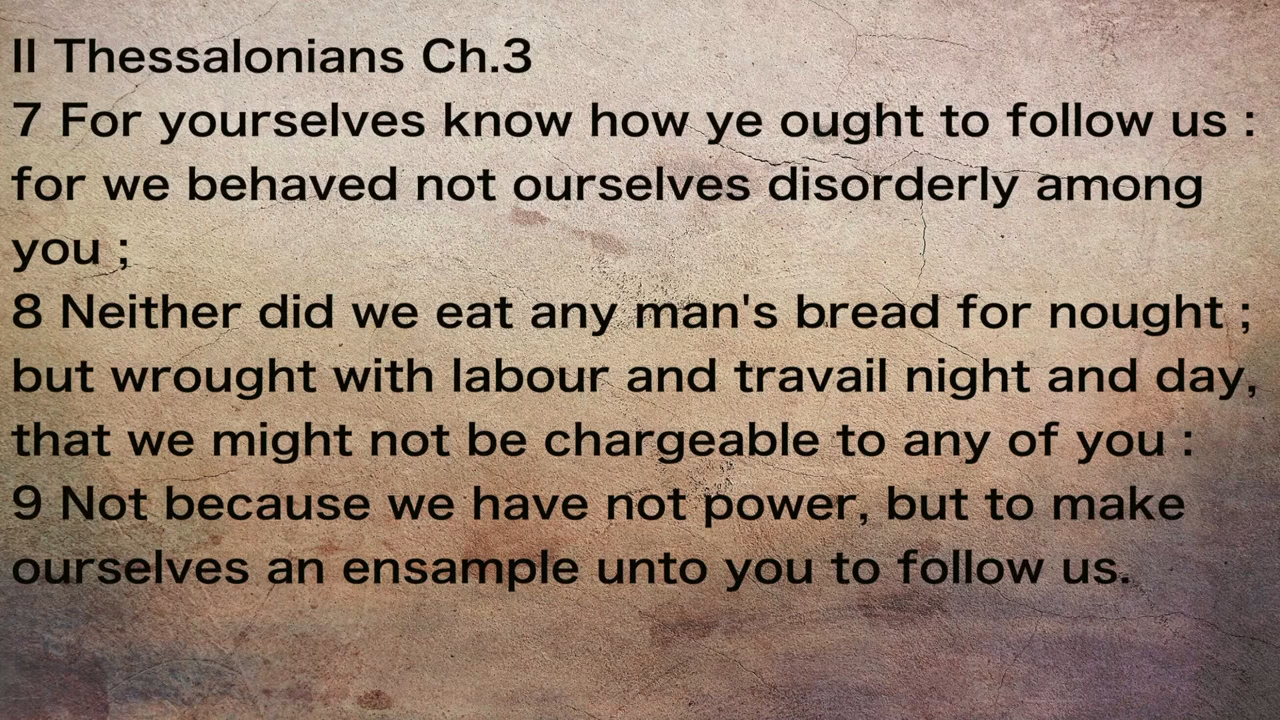 II Thessalonians Ch.3
7 For yourselves know how ye ought to follow us :
for we behaved not ourselves disorderly among
you ;
8 Neither did we eat any man's bread for nought ;
but wrought with labour and travail night and day,
that we might not be chargeable to any of you :
9 Not because we have not power, but to make
ourselves an ensample unto you to follow us.